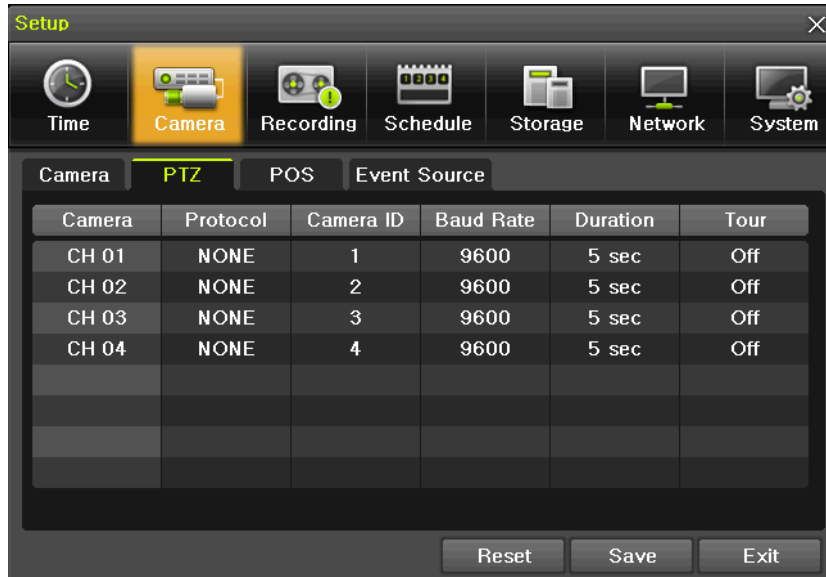 Setup
Time Camera Recording Schedule Storage Network System
Camera PTZ POS Event Source
Camera Protocol Camera ID Baud Rate Duration Tour
CH 01 NONE 1 9600 5 sec Off
CH 02 NONE 2 9600 5 sec Off
CH 03 NONE 3 9600 5 sec Off
CH 04 NONE 4 9600 5 sec Off
Reset Save Exit